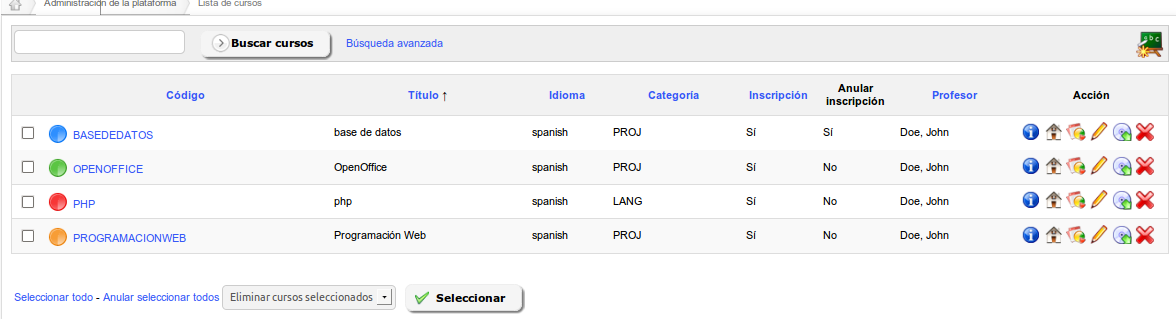 Administración de la plataforma Lista de cursos
Buscar cursos Búsqueda avanzada
Código Título ↑ Idioma Categoría Inscripción Anular inscripción Profesor Acción
BASEDEDATOS base de datos spanish PROJ Sí Sí Doe, John
OPENOFFICE OpenOffice spanish PROJ Sí No Doe, John
PHP php spanish LANG Sí No Doe, John
PROGRAMACIONWEB Programación Web spanish PROJ Sí No Doe, John
Seleccionar todo - Anular seleccionar todos Eliminar cursos seleccionados Seleccionar